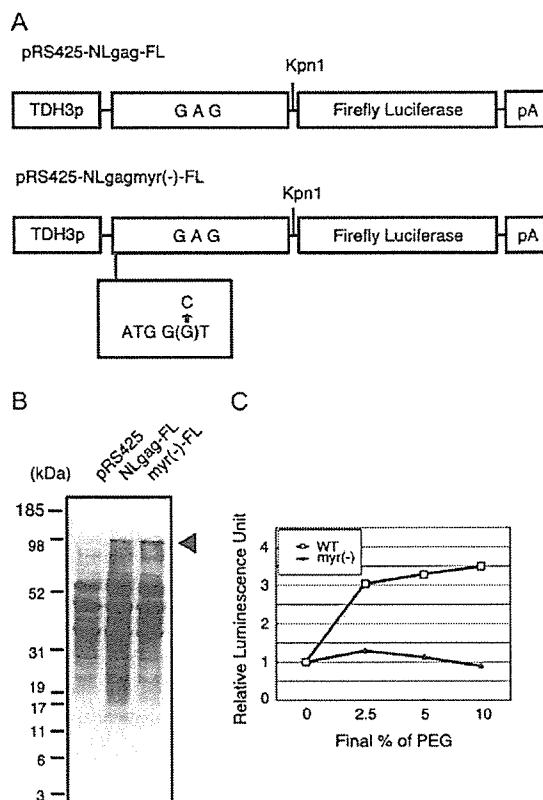 A
pRS425-NLgag-FL
Kpn1
TDH3p GAG Firefly Luciferase pA
pRS425-NLgagmyr(-)-FL
Kpn1
TDH3p GAG Firefly Luciferase pA
C
ATG G(G)T
B
pRS425
NLgag-FL
myr(-)-FL
(kDa)
185
98
52
31
19
17
11
6
3
C
Relative Luminescence Unit
4
3
2
1
0
WT
myr(-)
0 2.5 5 10
Final % of PEG